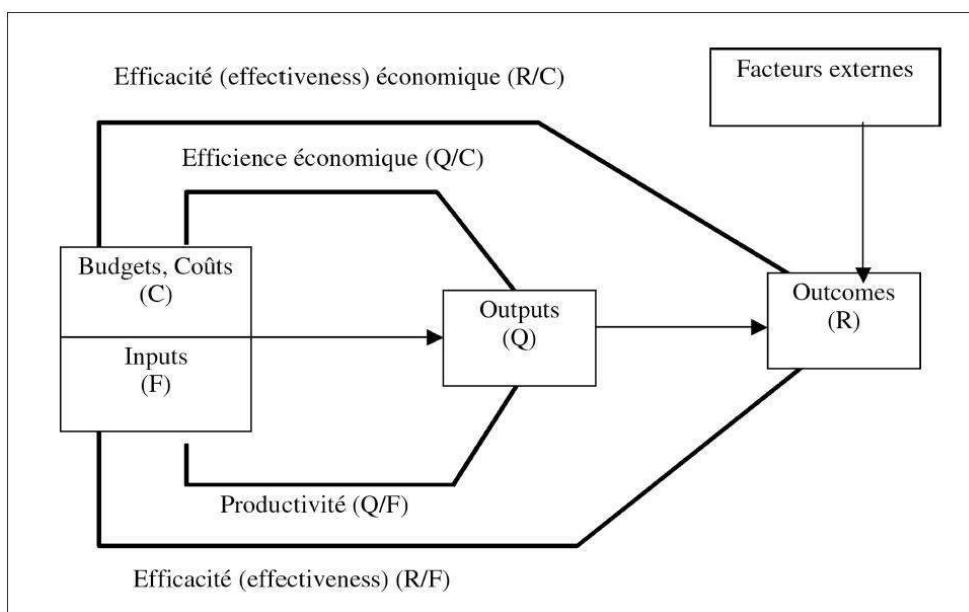 Efficacité (effectiveness) économique (R/C)
Facteurs externes
Efficience économique (Q/C)
Budgets, Coûts
(C)
Inputs
(F)
Outputs
(Q)
Outcomes
(R)
Productivité (Q/F)
Efficacité (effectiveness) (R/F)